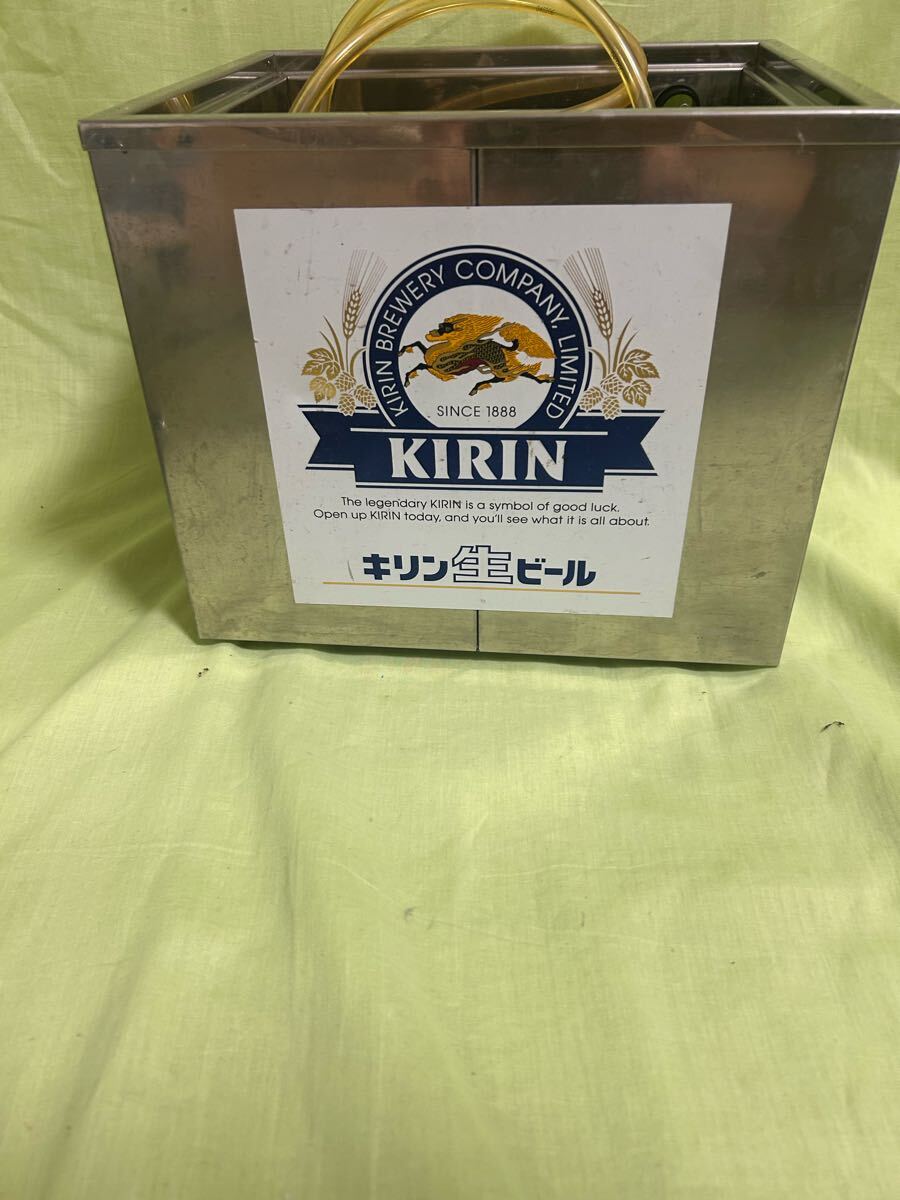 KIRIN BREWERY COMPANY, LIMITED
SINCE 1888
KIRIN
The legendary KIRIN is a symbol of good luck.
Open up KIRIN today, and you'll see what it is all about.
キリン生ビール